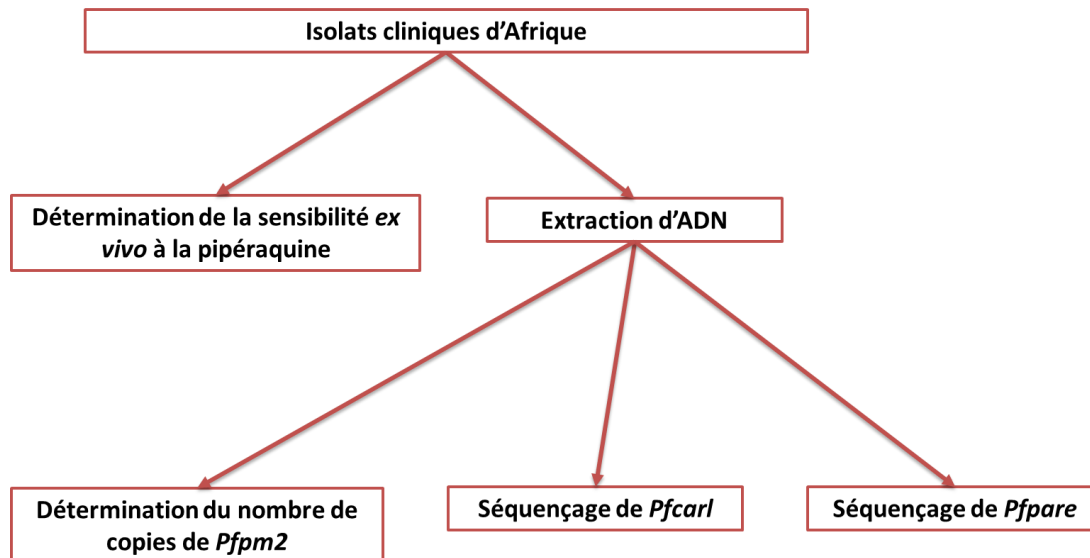 Isolats cliniques d'Afrique
Détermination de la sensibilité ex
vivo à la pipéraquine
Extraction d'ADN
Détermination du nombre de
copies de Pfpm2
Séquençage de Pfcarl
Séquençage de Pfpare